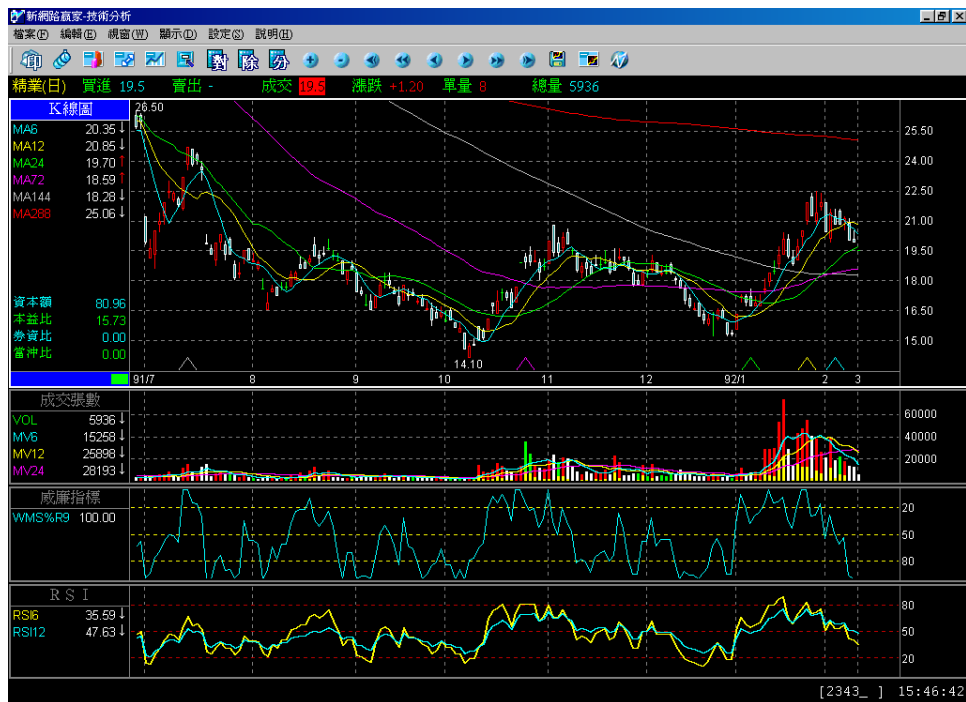 新網路贏家-技術分析
檔案(F) 編輯(E) 視窗(W) 顯示(D) 設定(S) 說明(H)
對 除 分
精業(日) 買進 19.5 賣出 - 成交 19.5 漲跌 +1.20 單量 8 總量 5936
K線圖
MA6 20.35↓
MA12 20.85↓
MA24 19.70↑
MA72 18.59↑
MA144 18.28↓
MA288 25.06↓
資本額 80.96
本益比 15.73
券資比 0.00
當沖比 0.00
26.50
14.10
25.50
24.00
22.50
21.00
19.50
18.00
16.50
15.00
91/7 8 9 10 11 12 92/1 2 3
成交張數
VOL 5936↓
MV6 15258↓
MV12 25898↓
MV24 28193↓
60000
40000
20000
威廉指標
WMS%R9 100.00
20
50
80
RSI
RSI6 35.59↓
RSI12 47.63↓
80
50
20
[2343_ ] 15:46:42